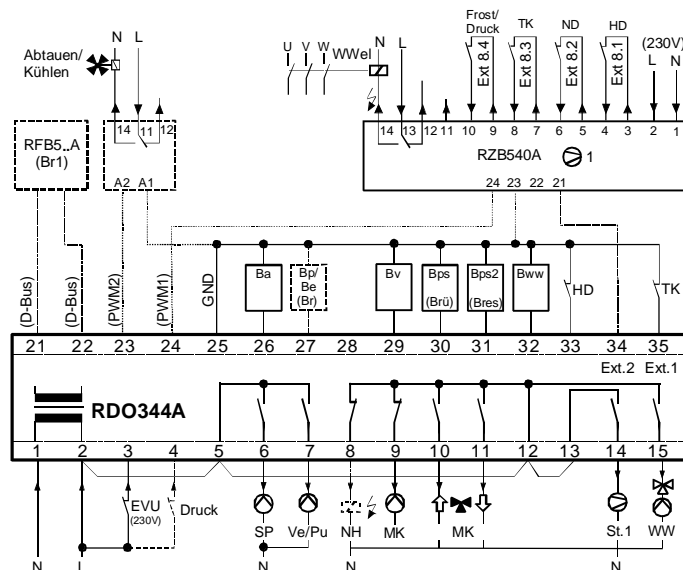 N L
Abtauen/
Kühlen
U V W
WWel
N L
Frost/
Druck
TK
ND
HD
(230V)
L N
Ext 8.4
Ext 8.3
Ext 8.2
Ext 8.1
14 11 12
14 13 12 11 10 9 8 7 6 5 4 3 2 1
RFB5..A
(Br1)
RZB540A
1
A2 A1
24 23 22 21
(D-Bus)
(D-Bus)
(PWM2)
(PWM1)
GND
Ba
Bp/
Be
(Br)
Bv
Bps
(Brü)
Bps2
(Bres)
Bww
HD
TK
21 22 23 24 25 26 27 28 29 30 31 32 33 34 35
Ext.2 Ext.1
RDO344A
1 2 3 4 5 6 7 8 9 10 11 12 13 14 15
EVU
(230V)
Druck
SP Ve/Pu NH MK MK St.1 WW
N L N N N